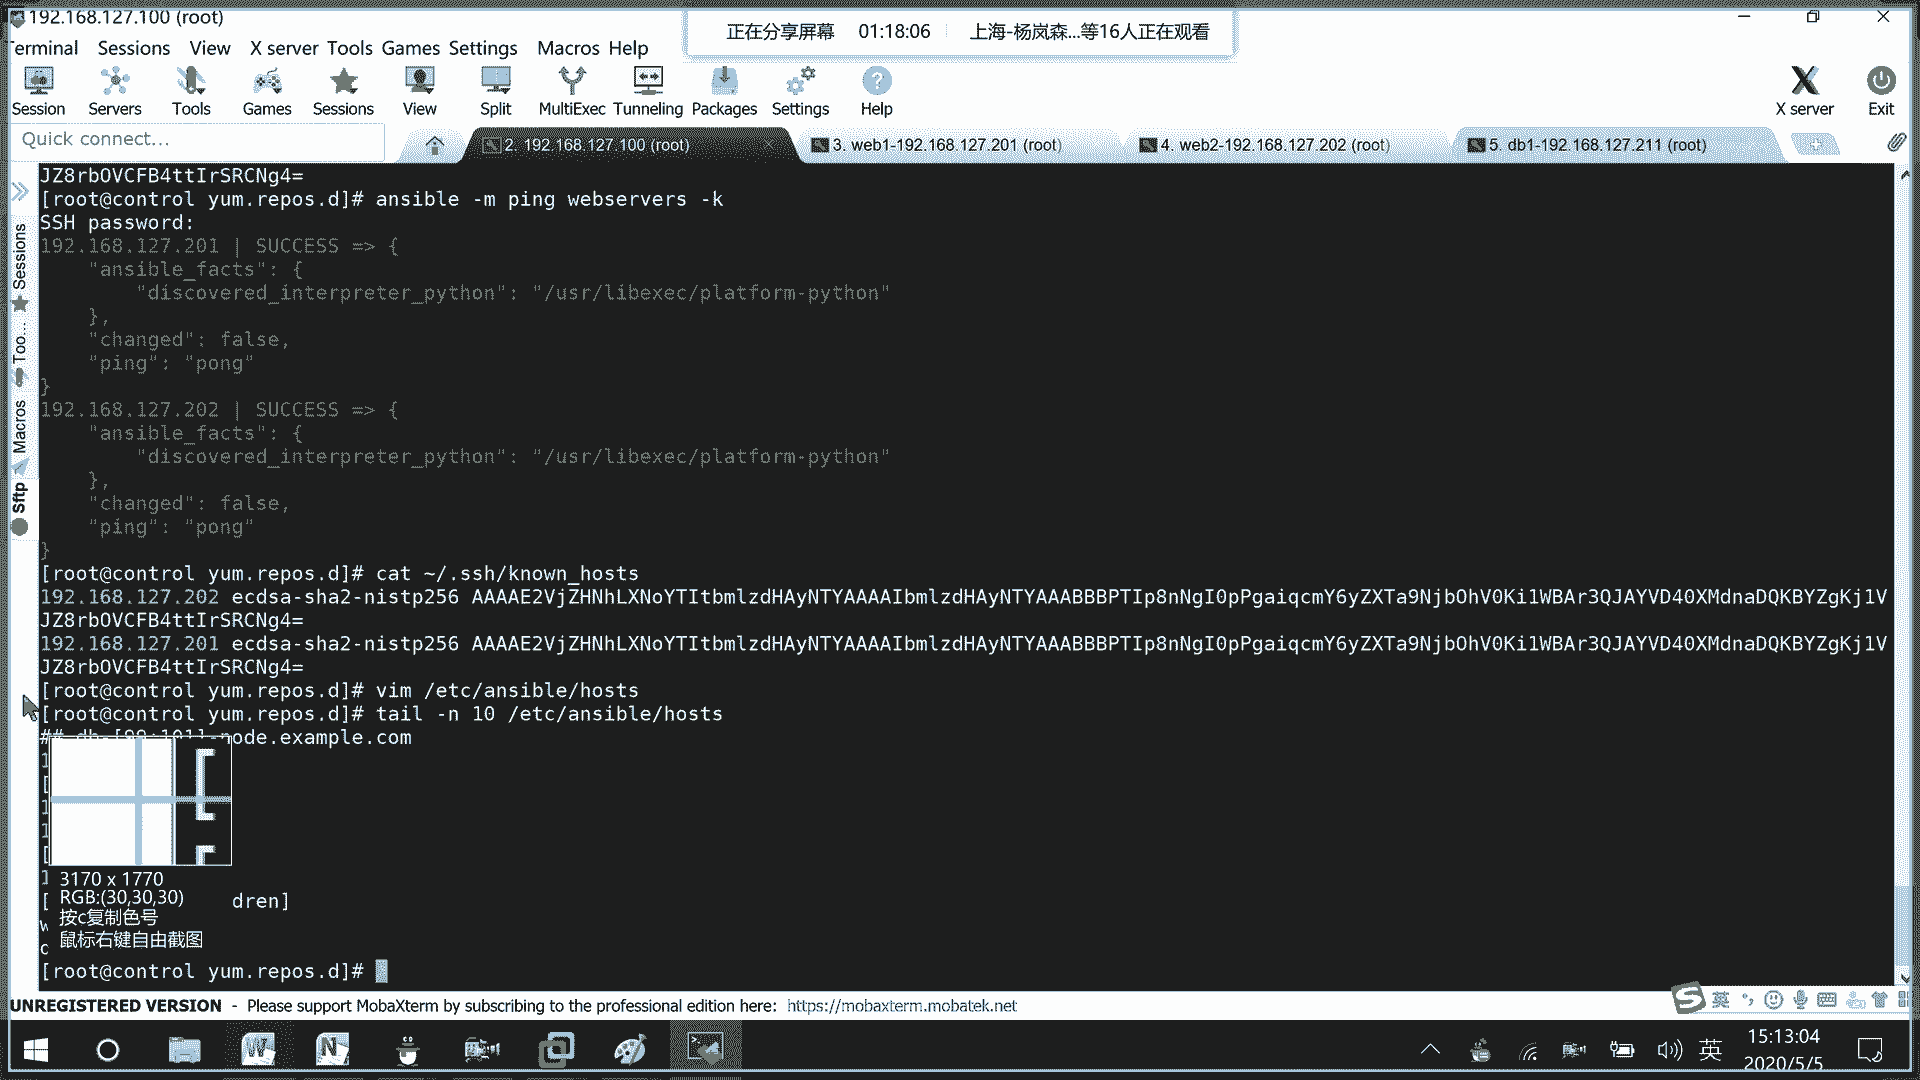 192.168.127.100 (root)
正在分享屏幕 01:18:06 上海-杨岚森...等16人正在观看
Terminal Sessions View X server Tools Games Settings Macros Help
Session Servers Tools Games Sessions View Split MultiExec Tunneling Packages Settings Help X server Exit
Quick connect...
2. 192.168.127.100 (root) 3. web1-192.168.127.201 (root) 4. web2-192.168.127.202 (root) 5. db1-192.168.127.211 (root)
Sessions
Too...
Macros
Sftp
JZ8rbOVCFB4ttIrSRCNg4=
[root@control yum.repos.d]# ansible -m ping webservers -k
SSH password:
192.168.127.201 | SUCCESS => {
"ansible_facts": {
"discovered_interpreter_python": "/usr/libexec/platform-python"
},
"changed": false,
"ping": "pong"
}
192.168.127.202 | SUCCESS => {
"ansible_facts": {
"discovered_interpreter_python": "/usr/libexec/platform-python"
},
"changed": false,
"ping": "pong"
}
[root@control yum.repos.d]# cat ~/.ssh/known_hosts
192.168.127.202 ecdsa-sha2-nistp256 AAAAE2VjZHNhLXNoYTItbmlzdHAyNTYAAAAIbmlzdHAyNTYAAABBBPTIp8nNgI0pPgaiqcmY6yZXTa9NjbOhV0Ki1WBAr3QJAYVD40XMdnaDQKBYZgKj1V
JZ8rbOVCFB4ttIrSRCNg4=
192.168.127.201 ecdsa-sha2-nistp256 AAAAE2VjZHNhLXNoYTItbmlzdHAyNTYAAAAIbmlzdHAyNTYAAABBBPTIp8nNgI0pPgaiqcmY6yZXTa9NjbOhV0Ki1WBAr3QJAYVD40XMdnaDQKBYZgKj1V
JZ8rbOVCFB4ttIrSRCNg4=
[root@control yum.repos.d]# vim /etc/ansible/hosts
[root@control yum.repos.d]# tail -n 10 /etc/ansible/hosts
## db-[99:101]-node.example.com
3170 x 1770
RGB:(30,30,30)
dren]
按c复制色号
鼠标右键自由截图
[root@control yum.repos.d]#
UNREGISTERED VERSION - Please support MobaXterm by subscribing to the professional edition here: https://mobaxterm.mobatek.net
英
英 15:13:04
2020/5/5